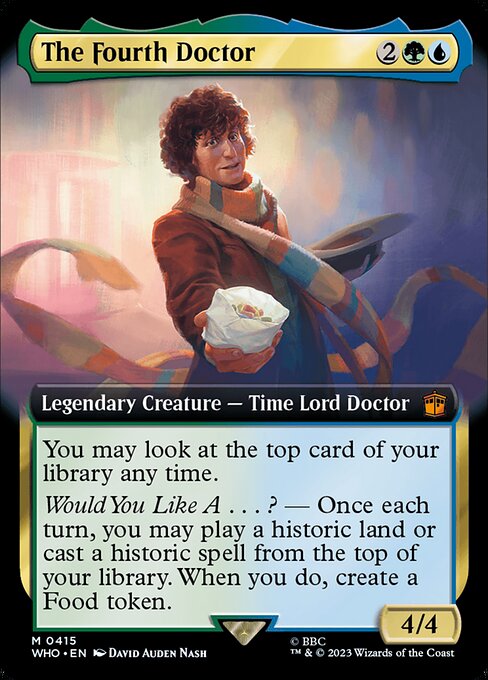 The Fourth Doctor 2
Legendary Creature — Time Lord Doctor
You may look at the top card of your
library any time.
Would You Like A . . . ? — Once each
turn, you may play a historic land or
cast a historic spell from the top of
your library. When you do, create a
Food token.
4/4
M 0415
WHO • EN DAVID AUDEN NASH
© BBC
™ & © 2023 Wizards of the Coast